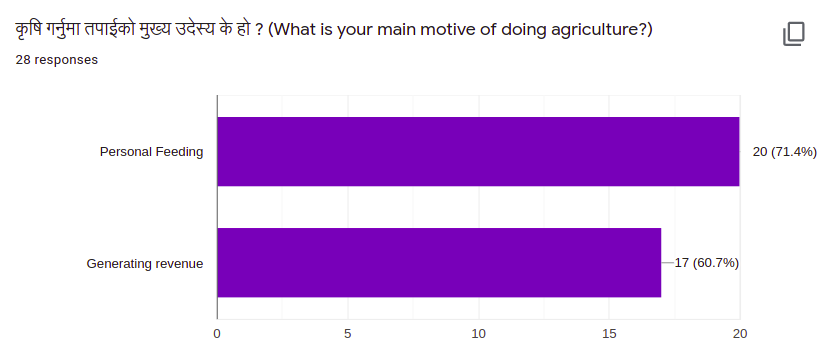 कृषि गर्नुमा तपाईको मुख्य उदेस्य के हो ? (What is your main motive of doing agriculture?)
28 responses
Personal Feeding
20 (71.4%)
Generating revenue
17 (60.7%)
0 5 10 15 20